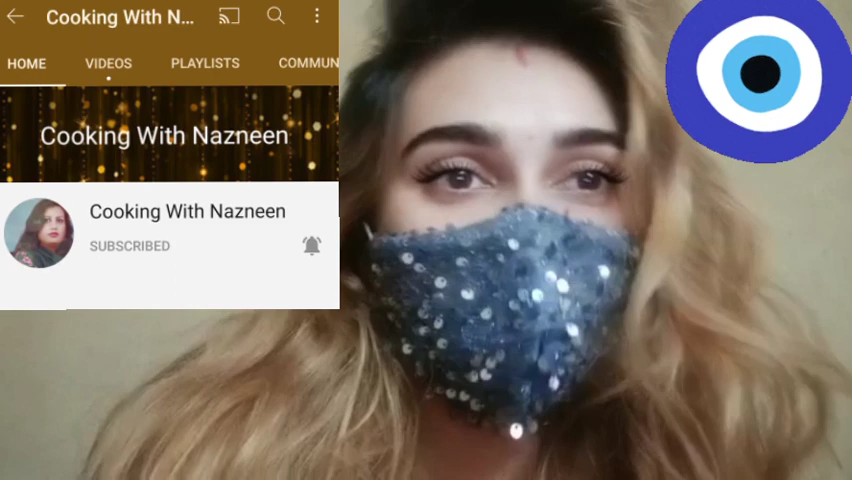 Cooking With N...
HOME VIDEOS PLAYLISTS COMMUN
Cooking With Nazneen
Cooking With Nazneen
SUBSCRIBED